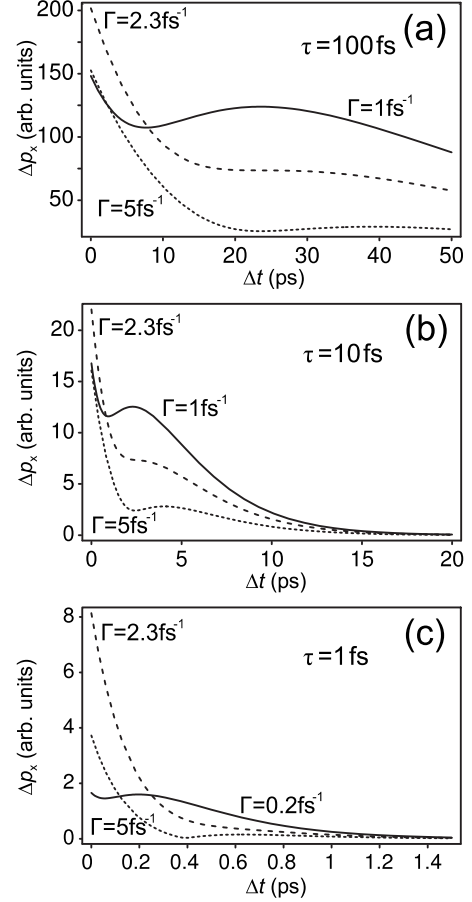 200
150
100
50
Δpₓ (arb. units)
Γ=2.3fs⁻¹
τ=100fs
(a)
Γ=1fs⁻¹
Γ=5fs⁻¹
0 10 20 30 40 50
Δt (ps)
20
15
10
5
0
Δpₓ (arb. units)
Γ=2.3fs⁻¹
τ=10fs
(b)
Γ=1fs⁻¹
Γ=5fs⁻¹
0 5 10 15 20
Δt (ps)
8
6
4
2
0
Δpₓ (arb. units)
Γ=2.3fs⁻¹
τ=1fs
(c)
Γ=0.2fs⁻¹
Γ=5fs⁻¹
0 0.2 0.4 0.6 0.8 1 1.2 1.4
Δt (ps)